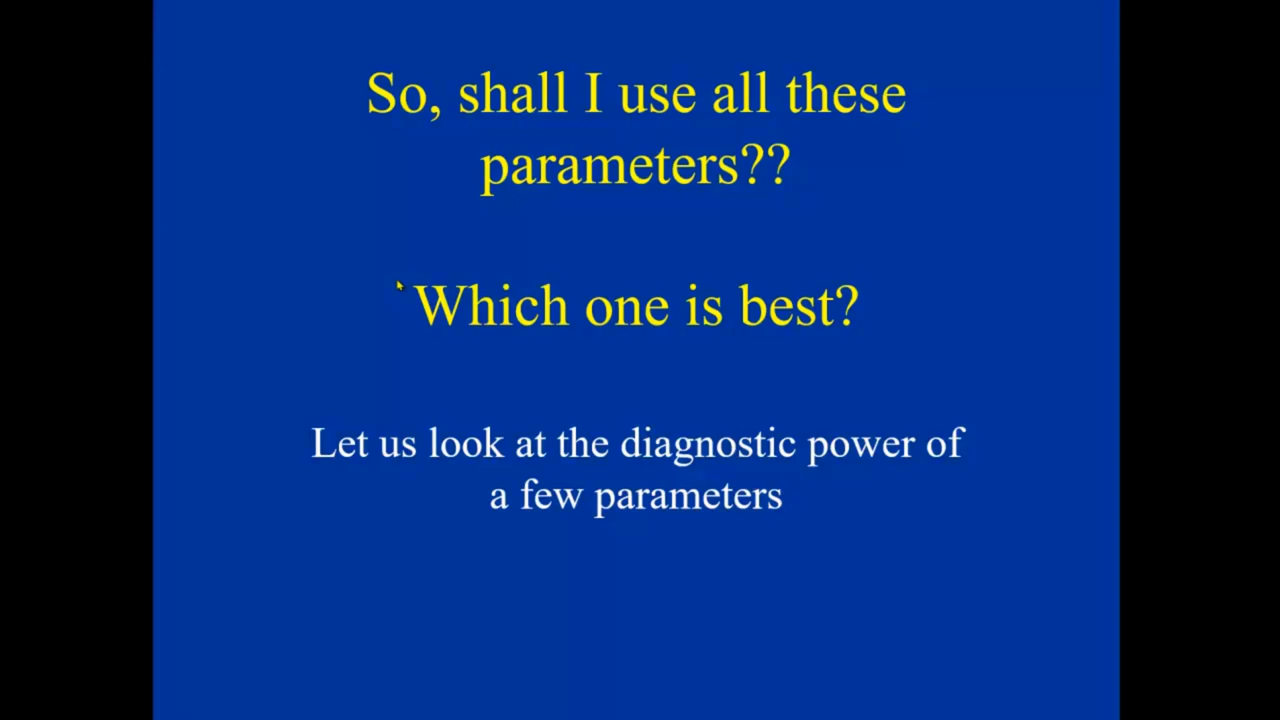 So, shall I use all these
parameters??
Which one is best?
Let us look at the diagnostic power of
a few parameters